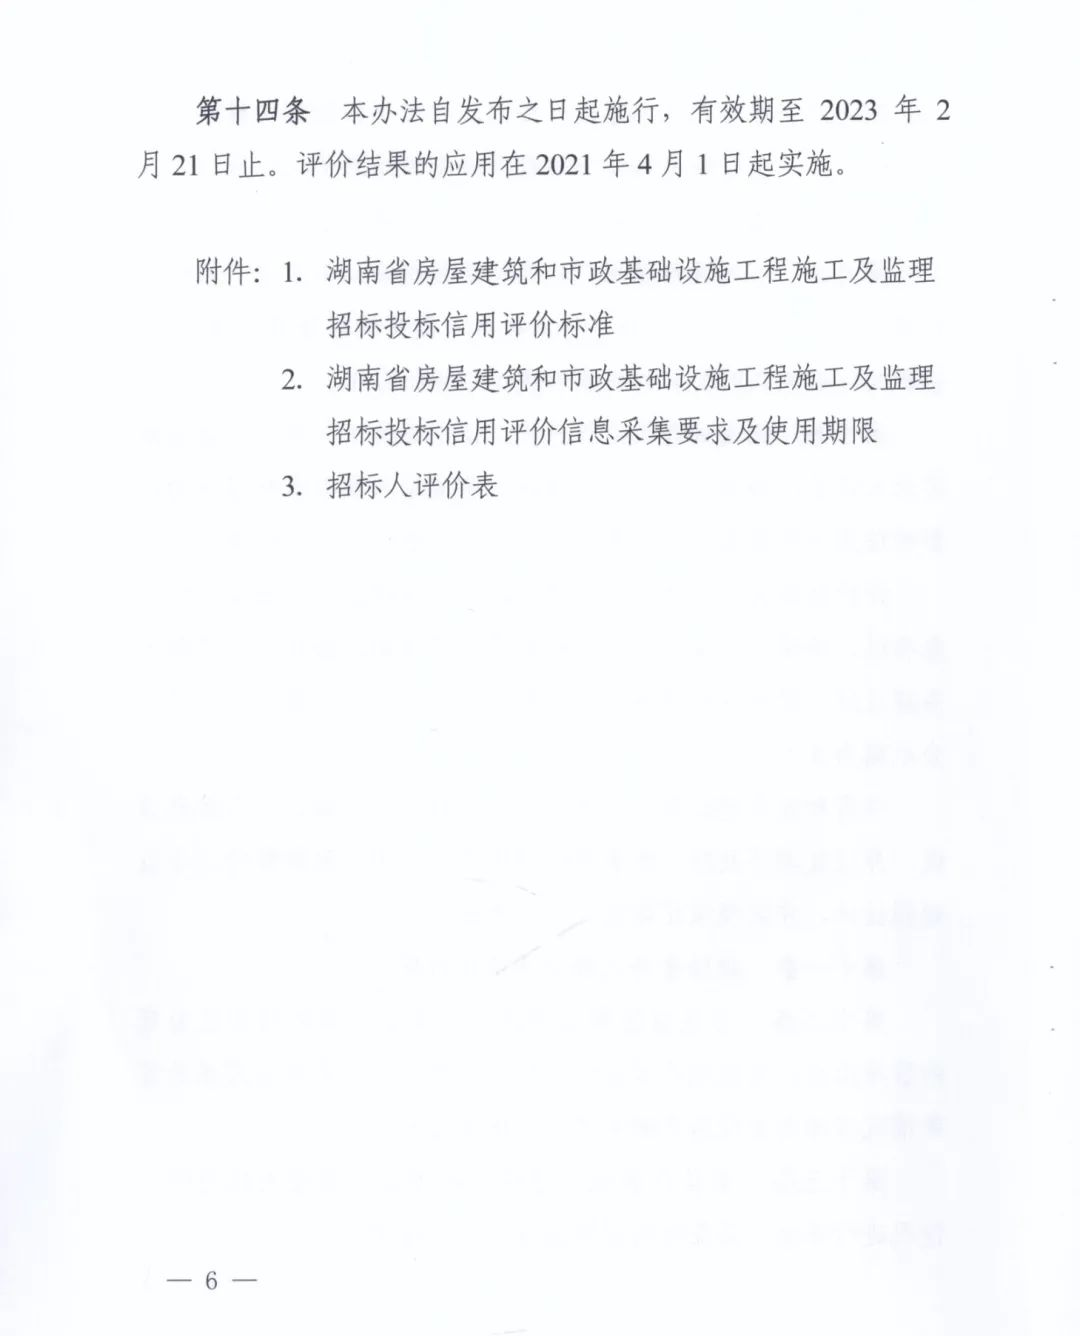 第十四条 本办法自发布之日起施行，有效期至 2023 年 2
月 21 日止。评价结果的应用在 2021 年 4 月 1 日起实施。
附件：1. 湖南省房屋建筑和市政基础设施工程施工及监理
招标投标信用评价标准
2. 湖南省房屋建筑和市政基础设施工程施工及监理
招标投标信用评价信息采集要求及使用期限
3. 招标人评价表
— 6 —